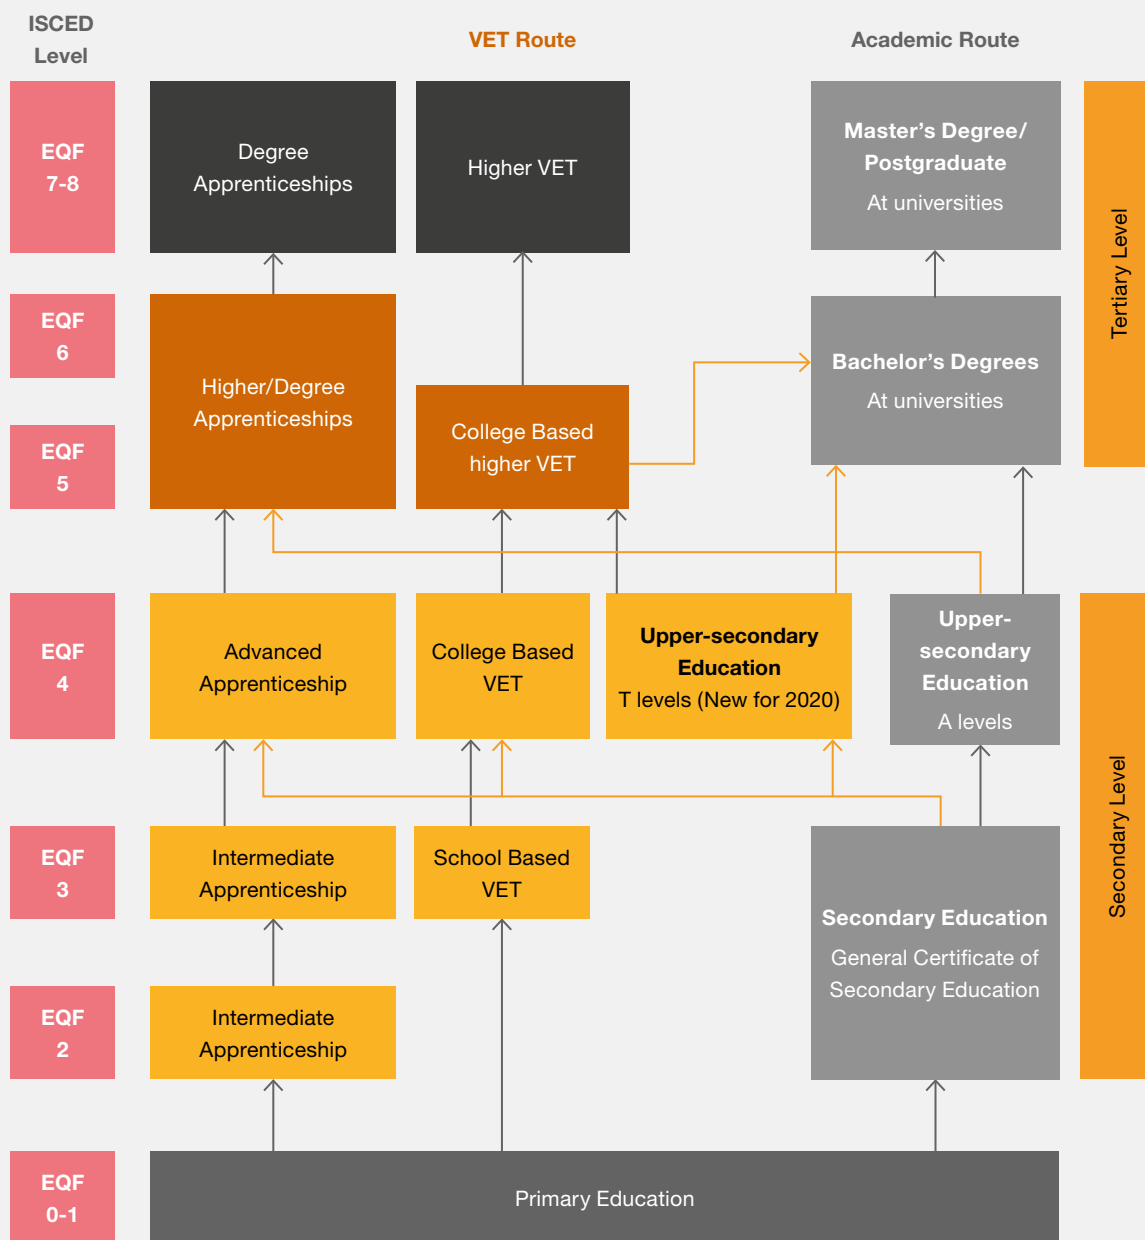 ISCED
Level
VET Route
Academic Route
EQF
7-8
Degree
Apprenticeships
Higher VET
Master's Degree/
Postgraduate
At universities
Tertiary Level
EQF
6
Higher/Degree
Apprenticeships
Bachelor's Degrees
At universities
EQF
5
College Based
higher VET
EQF
4
Advanced
Apprenticeship
College Based
VET
Upper-secondary
Education
T levels (New for 2020)
Upper-
secondary
Education
A levels
Secondary Level
EQF
3
Intermediate
Apprenticeship
School Based
VET
Secondary Education
General Certificate of
Secondary Education
EQF
2
Intermediate
Apprenticeship
EQF
0-1
Primary Education